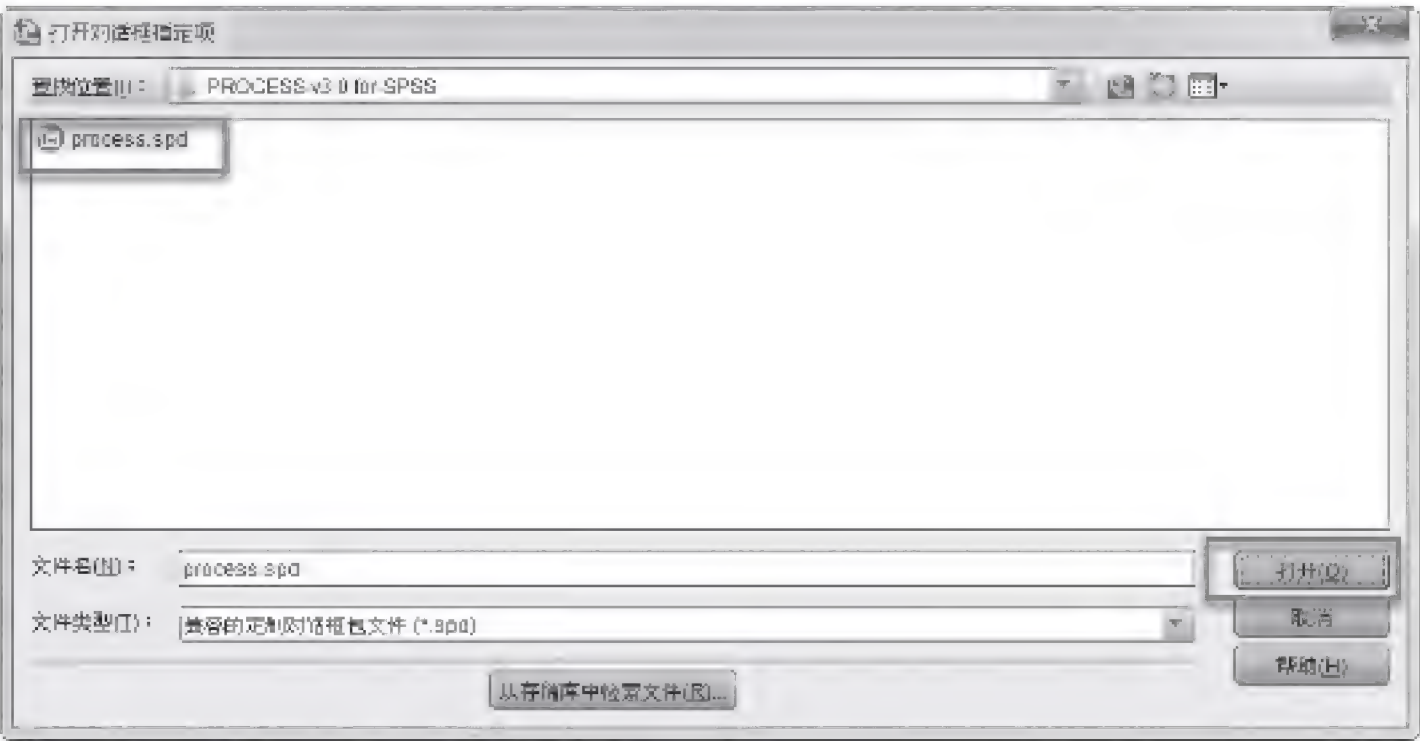 打开对话框指定项
查找位置(I)： PROCESS v3.0 for SPSS
process.spd
文件名(N)： process.spd
打开(O)
文件类型(T)： 兼容的定制对话框包文件 (*.spd)
取消
帮助(H)
从存储库中检索文件(R)...